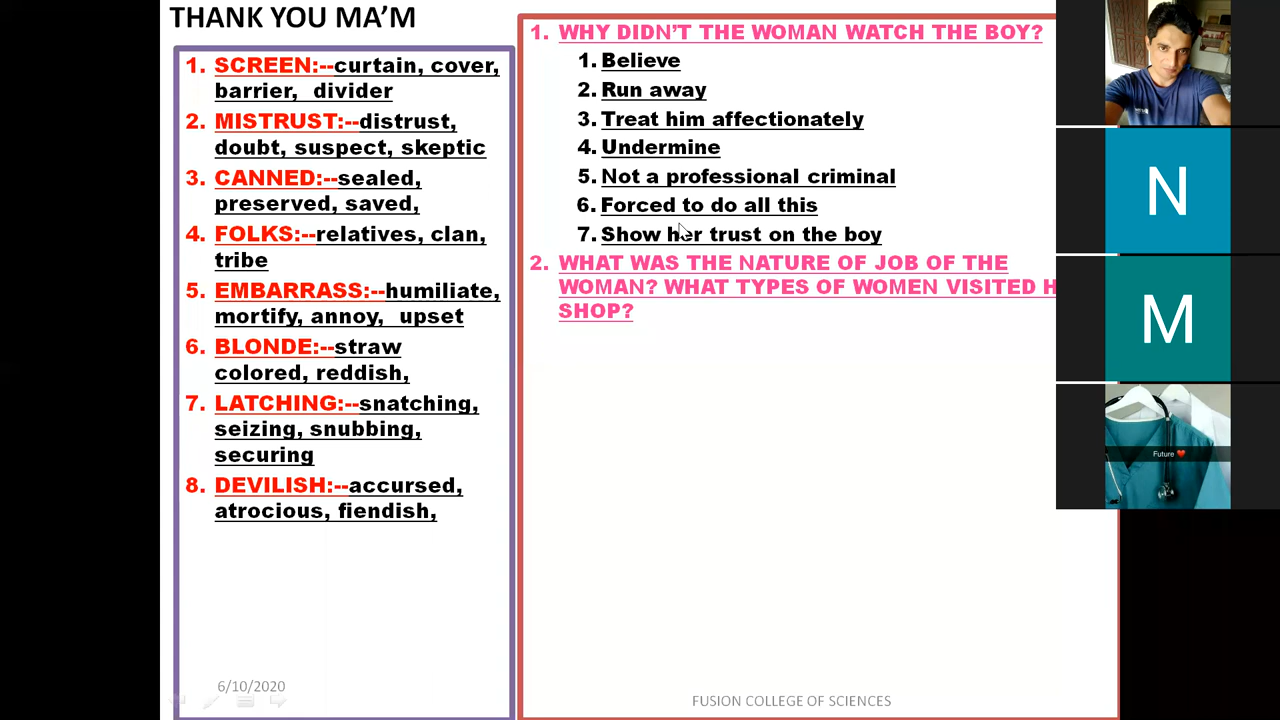 THANK YOU MA'M
1. SCREEN:--curtain, cover,
barrier, divider
2. MISTRUST:--distrust,
doubt, suspect, skeptic
3. CANNED:--sealed,
preserved, saved,
4. FOLKS:--relatives, clan,
tribe
5. EMBARRASS:--humiliate,
mortify, annoy, upset
6. BLONDE:--straw
colored, reddish,
7. LATCHING:--snatching,
seizing, snubbing,
securing
8. DEVILISH:--accursed,
atrocious, fiendish,
6/10/2020
1. WHY DIDN'T THE WOMAN WATCH THE BOY?
1. Believe
2. Run away
3. Treat him affectionately
4. Undermine
5. Not a professional criminal
6. Forced to do all this
7. Show her trust on the boy
2. WHAT WAS THE NATURE OF JOB OF THE
WOMAN? WHAT TYPES OF WOMEN VISITED H
SHOP?
FUSION COLLEGE OF SCIENCES
N
M
Future ❤️